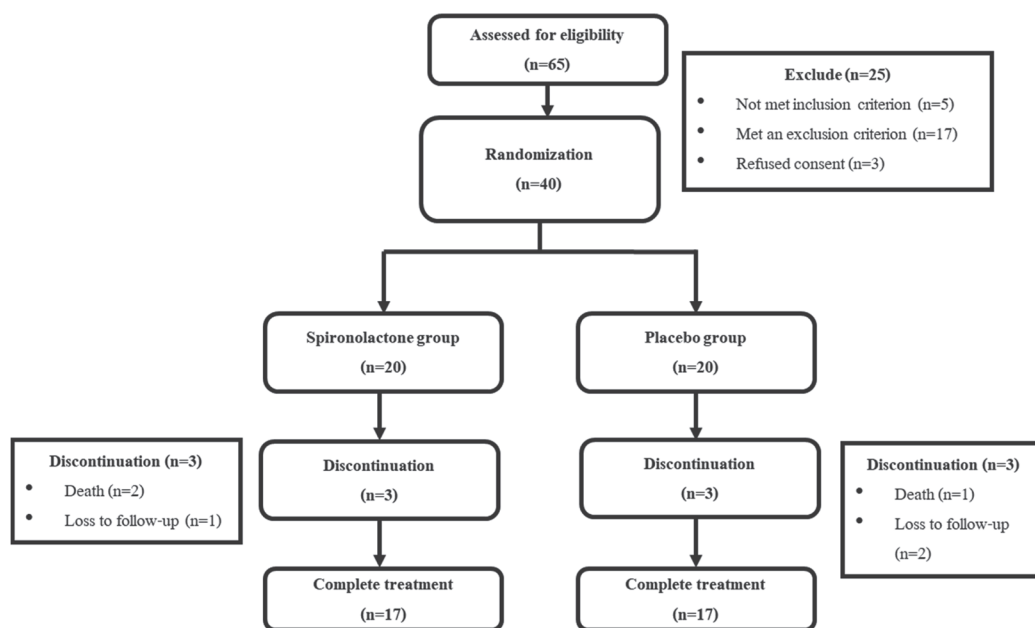 Assessed for eligibility
(n=65)
Exclude (n=25)
• Not met inclusion criterion (n=5)
• Met an exclusion criterion (n=17)
• Refused consent (n=3)
Randomization
(n=40)
Spironolactone group
(n=20)
Placebo group
(n=20)
Discontinuation (n=3)
• Death (n=2)
• Loss to follow-up (n=1)
Discontinuation
(n=3)
Discontinuation
(n=3)
Discontinuation (n=3)
• Death (n=1)
• Loss to follow-up
(n=2)
Complete treatment
(n=17)
Complete treatment
(n=17)